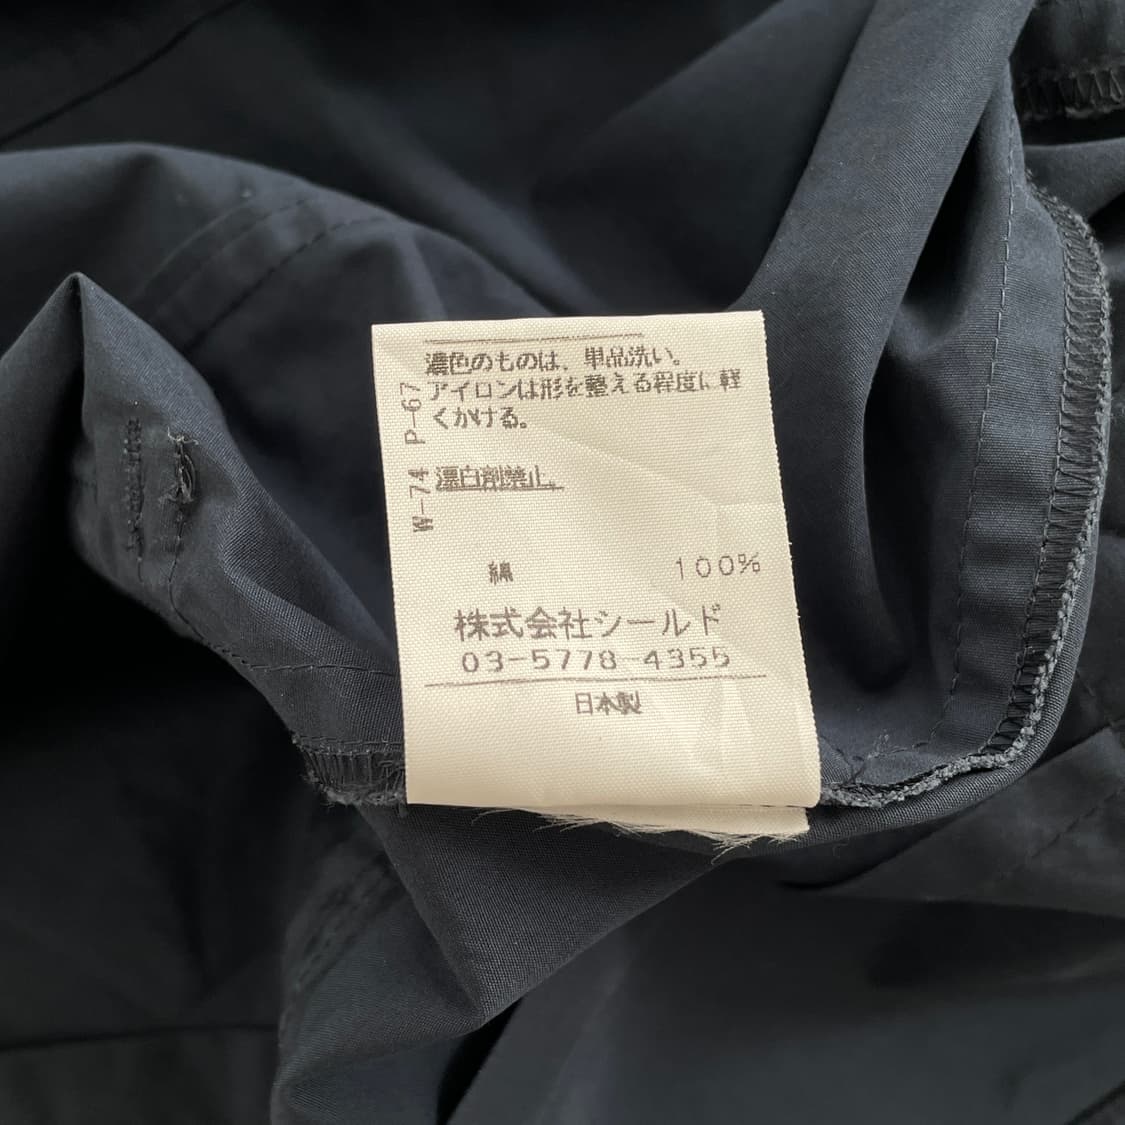 濃色のものは、単品洗い。
アイロンは形を整える程度に軽
くかける。
漂白剤禁止。
W-74 P-67
綿 100%
株式会社シールド
03-5778-4355
日本製